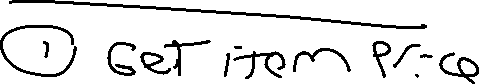 ① Get item price